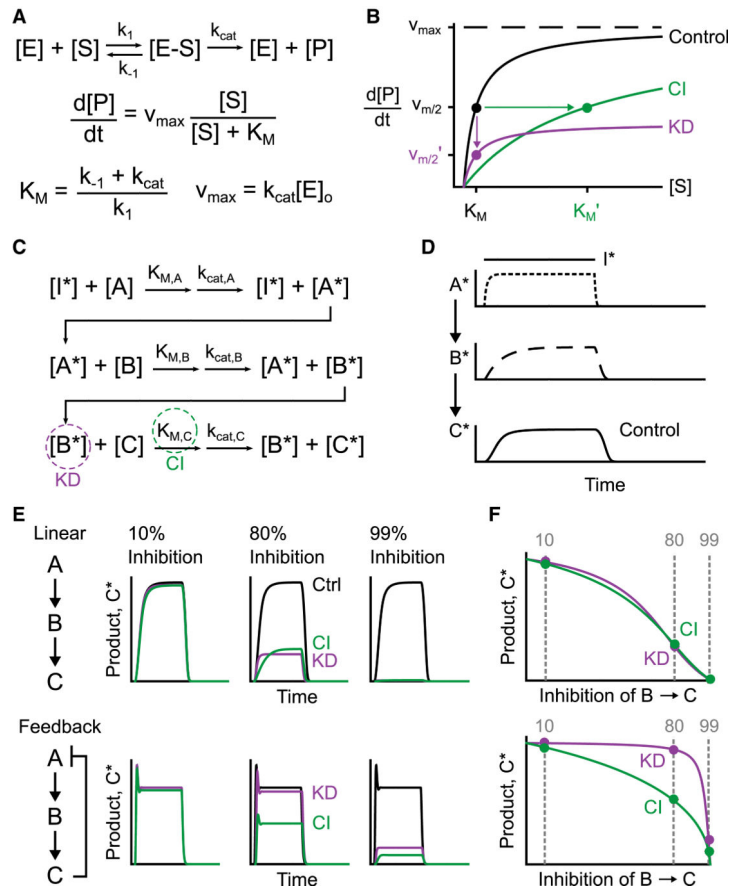 A
[E] + [S] k₁ k₋₁ [E-S] kcat [E] + [P]
d[P]/dt = vmax [S]/([S] + KM)
KM = (k₋₁ + kcat)/k₁ vmax = kcat[E]o
B
vmax
Control
CI
d[P]/dt vm/2
KD
vm/2'
[S]
KM KM'
C
[I*] + [A] KM,A kcat,A [I*] + [A*]
[A*] + [B] KM,B kcat,B [A*] + [B*]
[B*] + [C] KM,C kcat,C [B*] + [C*]
KD CI
D
I*
A*
B*
C*
Control
Time
E
Linear
A
B
C
10% Inhibition
80% Inhibition
99% Inhibition
Product, C*
Ctrl
CI
KD
Time
Feedback
A
B
C
Product, C*
KD
CI
Time
F
10 80 99
Product, C*
CI
KD
Inhibition of B → C
10 80 99
Product, C*
KD
CI
Inhibition of B → C